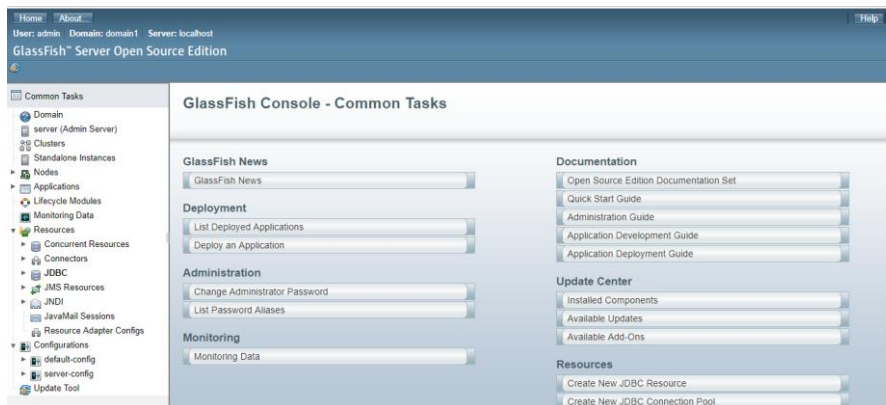 Home About...
Help
User: admin Domain: domain1 Server: localhost
GlassFish™ Server Open Source Edition
Common Tasks
Domain
server (Admin Server)
Clusters
Standalone Instances
Nodes
Applications
Lifecycle Modules
Monitoring Data
Resources
Concurrent Resources
Connectors
JDBC
JMS Resources
JNDI
JavaMail Sessions
Resource Adapter Configs
Configurations
default-config
server-config
Update Tool
GlassFish Console - Common Tasks
GlassFish News
GlassFish News
Deployment
List Deployed Applications
Deploy an Application
Administration
Change Administrator Password
List Password Aliases
Monitoring
Monitoring Data
Documentation
Open Source Edition Documentation Set
Quick Start Guide
Administration Guide
Application Development Guide
Application Deployment Guide
Update Center
Installed Components
Available Updates
Available Add-Ons
Resources
Create New JDBC Resource
Create New JDBC Connection Pool